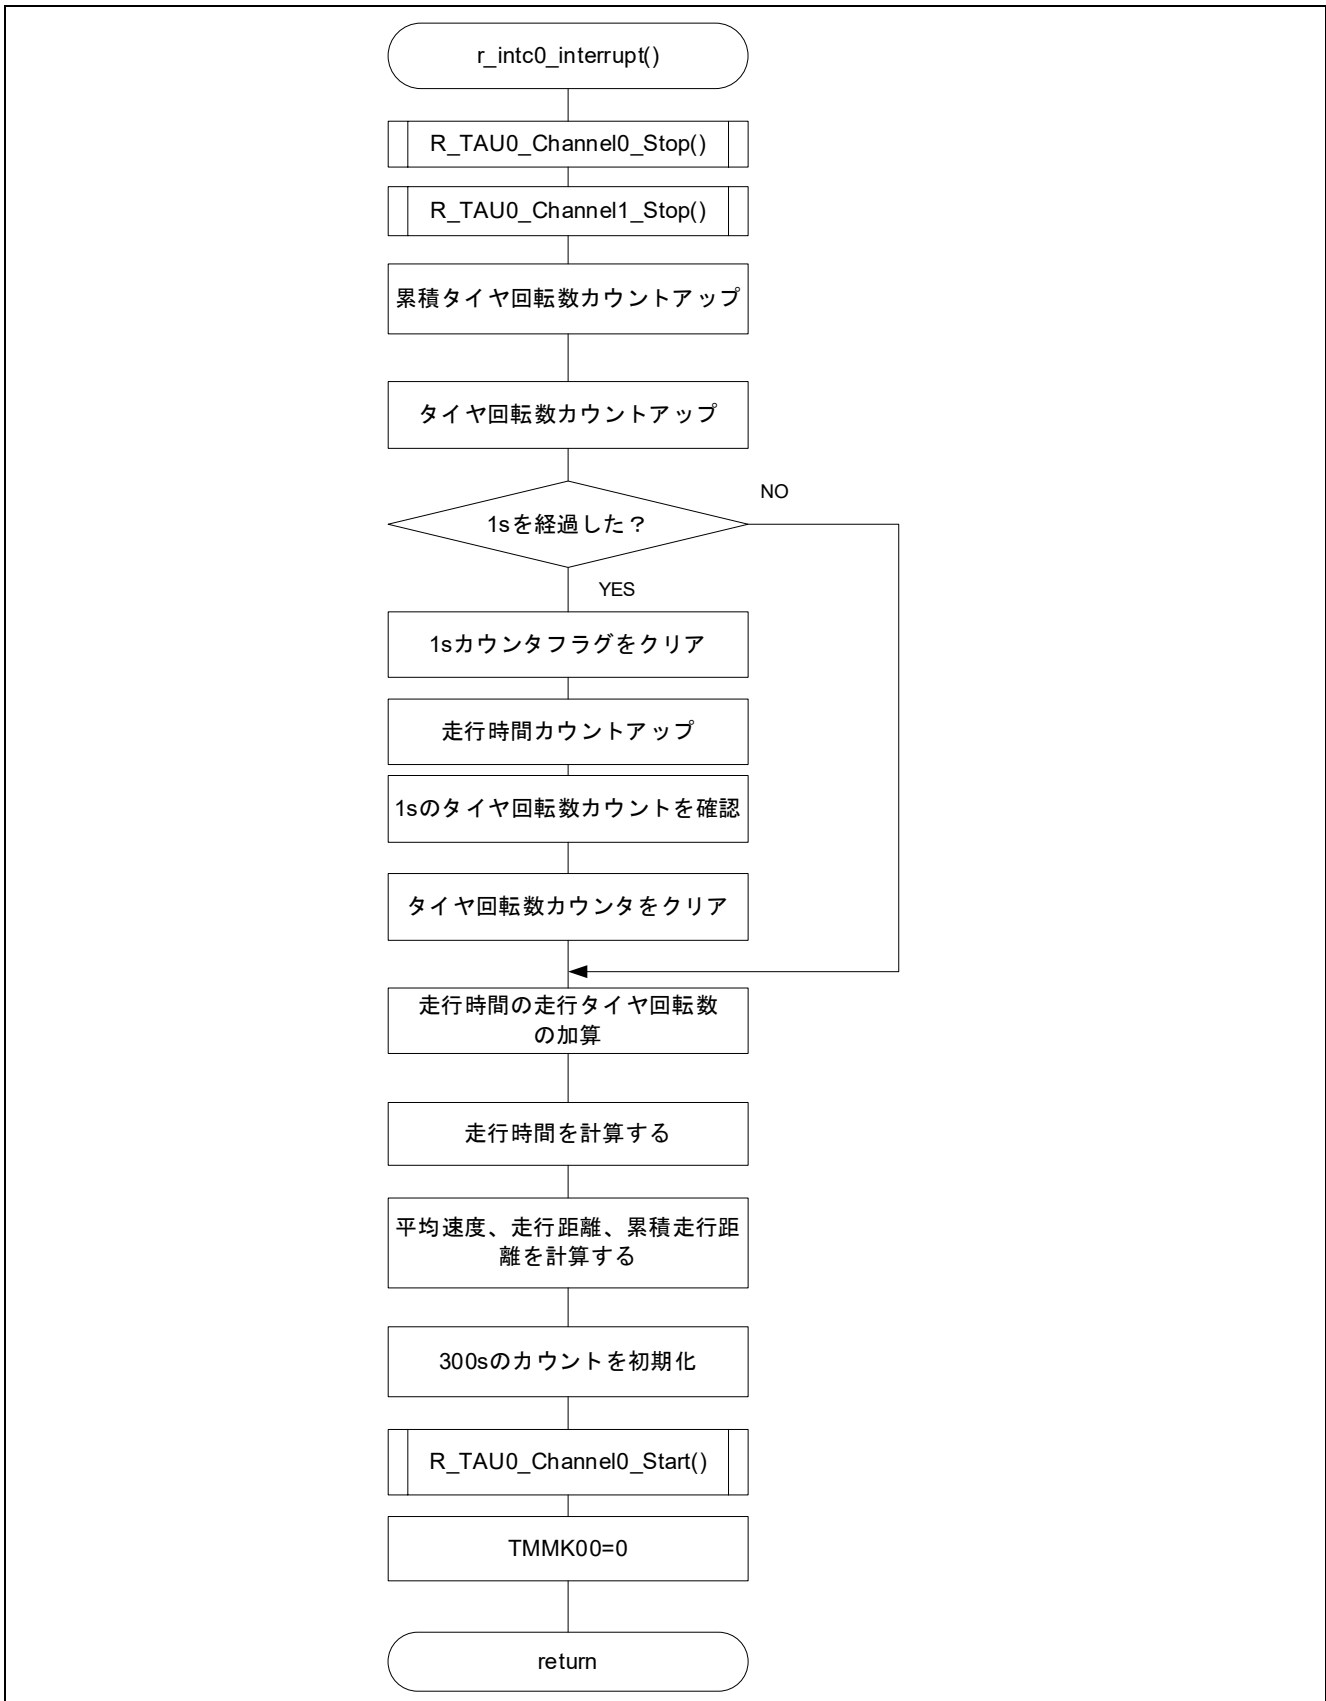 r_intc0_interrupt()
R_TAU0_Channel0_Stop()
R_TAU0_Channel1_Stop()
累積タイヤ回転数カウントアップ
タイヤ回転数カウントアップ
NO
1sを経過した？
YES
1sカウンタフラグをクリア
走行時間カウントアップ
1sのタイヤ回転数カウントを確認
タイヤ回転数カウンタをクリア
走行時間の走行タイヤ回転数
の加算
走行時間を計算する
平均速度、走行距離、累積走行距
離を計算する
300sのカウントを初期化
R_TAU0_Channel0_Start()
TMMK00=0
return